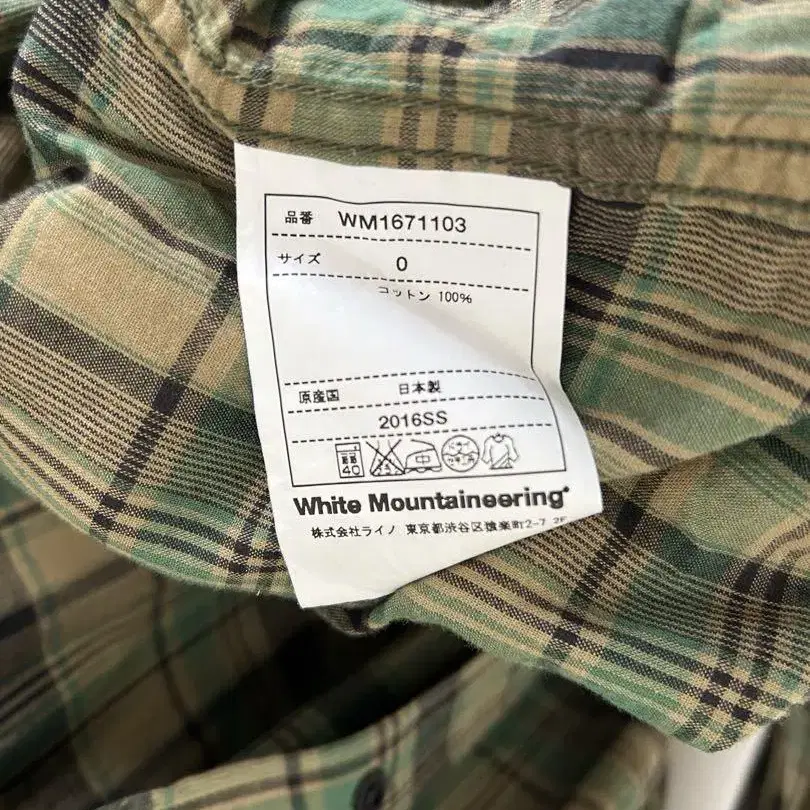 品番 WM1671103
サイズ 0
コットン 100%
原産国 日本製
2016SS
40 中
White Mountaineering*
株式会社ライノ 東京都渋谷区猿楽町2-7 2F